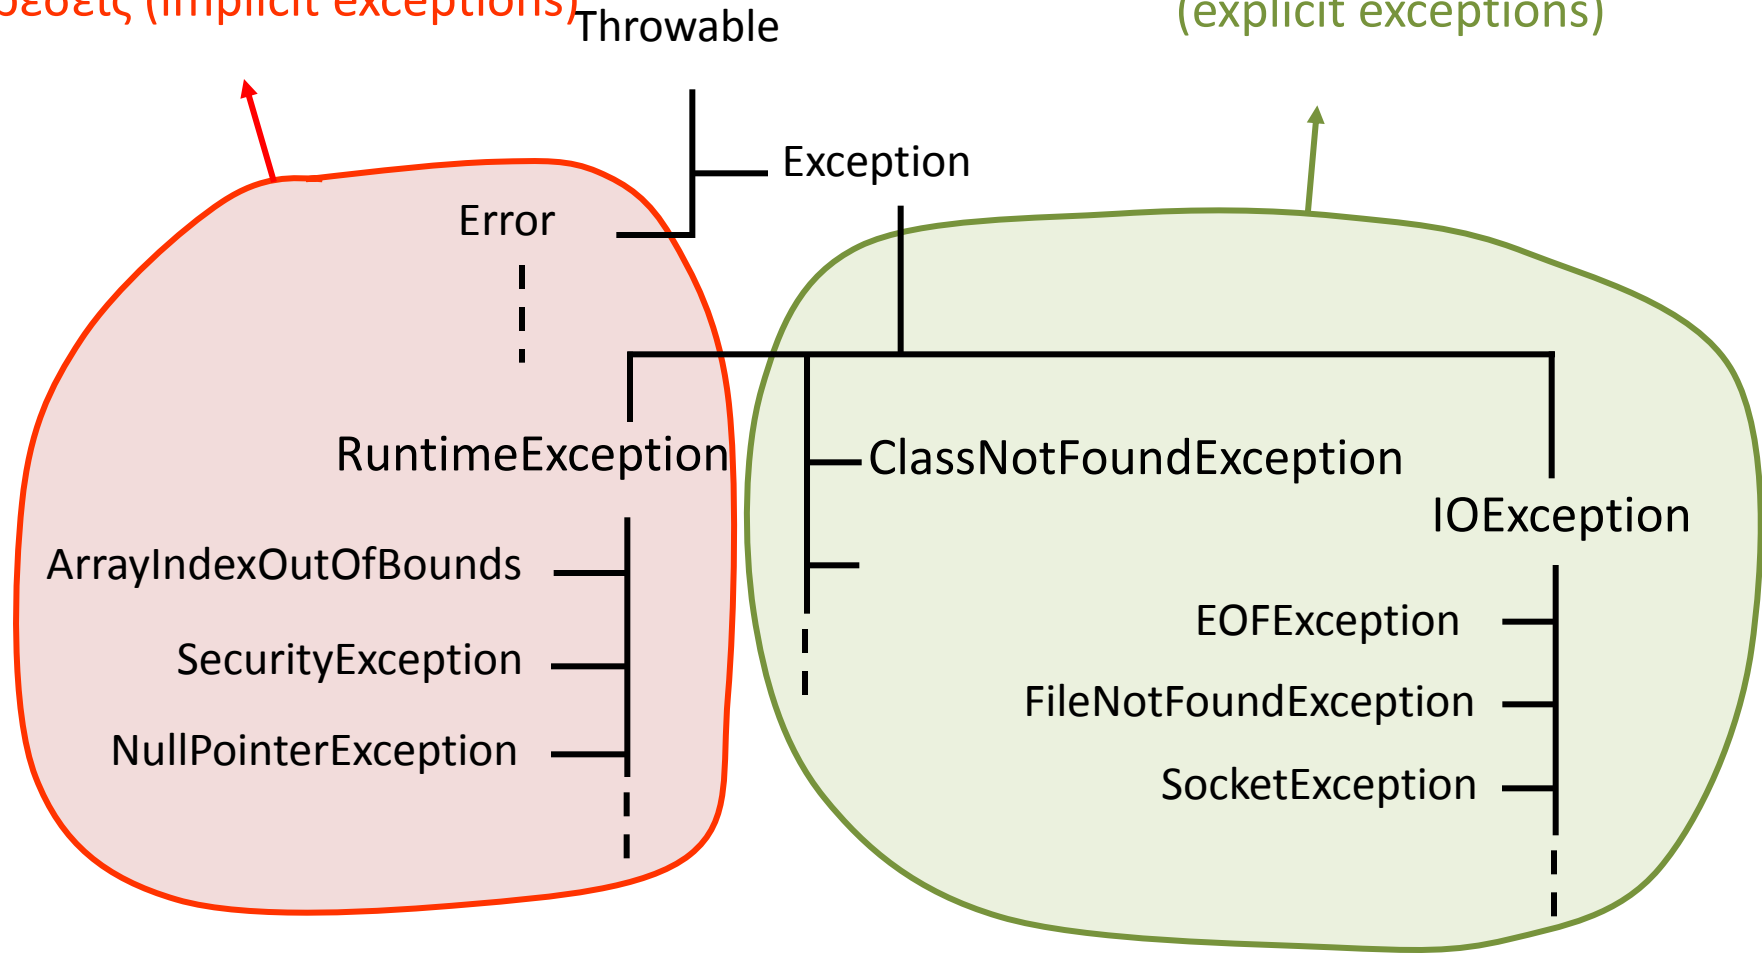 (implicit exceptions)
Throwable
(explicit exceptions)
Exception
Error
RuntimeException
ClassNotFoundException
IOException
ArrayIndexOutOfBounds
EOFException
SecurityException
FileNotFoundException
NullPointerException
SocketException